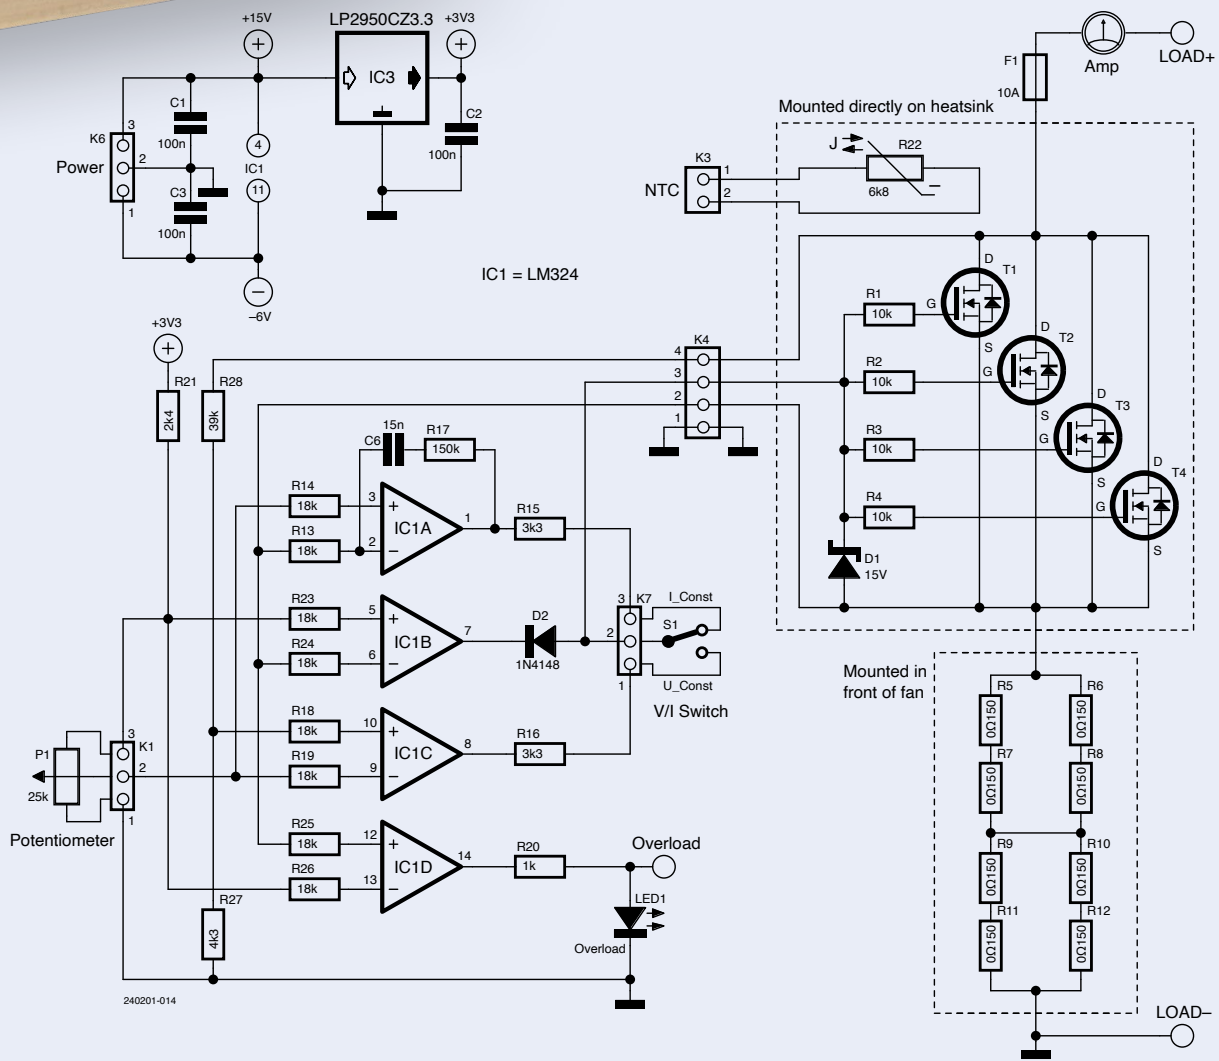 +15V
LP2950CZ3.3
+3V3
LOAD+
Amp
F1
10A
IC3
C1
100n
C2
100n
K6
3
2
1
Power
4
IC1
11
C3
100n
–6V
Mounted directly on heatsink
J
R22
6k8
K3
1
2
NTC
IC1 = LM324
D
T1
G
S
R1
10k
D
T2
G
S
R2
10k
D
T3
G
S
R3
10k
D
T4
G
S
R4
10k
D1
15V
K4
4
3
2
1
+3V3
R21
2k4
R28
39k
15n
C6
R17
150k
R14
18k
3
+
IC1A
1
R13
18k
2
–
R15
3k3
R23
18k
5
+
IC1B
7
R24
18k
6
–
D2
1N4148
3
K7
2
1
I_Const
S1
U_Const
V/I Switch
R18
18k
10
+
IC1C
8
R19
18k
9
–
R16
3k3
P1
25k
3
K1
2
1
Potentiometer
R25
18k
12
+
IC1D
14
R26
18k
13
–
R20
1k
Overload
LED1
Overload
R27
4k3
240201-014
Mounted in
front of fan
R5
0Ω150
R6
0Ω150
R7
0Ω150
R8
0Ω150
R9
0Ω150
R10
0Ω150
R11
0Ω150
R12
0Ω150
LOAD–